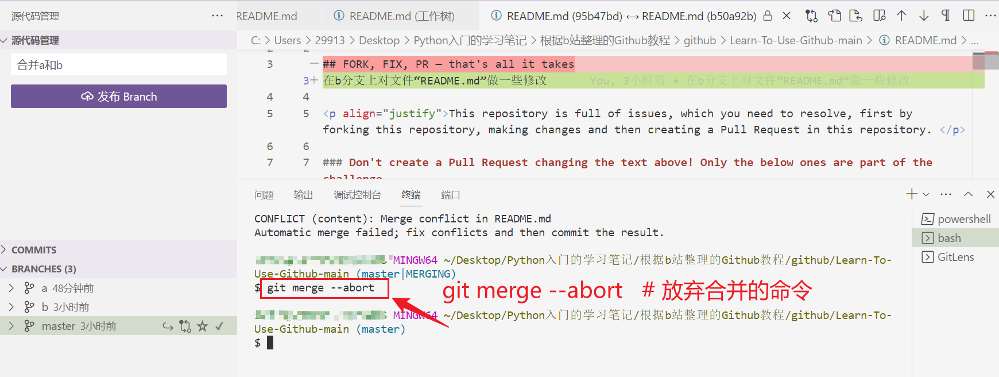 源代码管理 ···
README.md
README.md (工作树)
README.md (95b47bd) ↔ README.md (b50a92b)
源代码管理
合并a和b
发布 Branch
C: > Users > 29913 > Desktop > Python入门的学习笔记 > 根据b站整理的Github教程 > github > Learn-To-Use-Github-main > README.md > ...
3 — ## FORK, FIX, PR — that's all it takes
3+ 在b分支上对文件“README.md”做一些修改 You, 3小时前 • 在b分支上对文件“README.md”做一些修改
4 4
5 5 <p align="justify">This repository is full of issues, which you need to resolve, first by
forking this repository, making changes and then creating a Pull Request in this repository. </p>
6 6
7 7 ### Don't create a Pull Request changing the text above! Only the below ones are part of the
challenge
问题 输出 调试控制台 终端 端口
CONFLICT (content): Merge conflict in README.md
Automatic merge failed; fix conflicts and then commit the result.
MINGW64 ~/Desktop/Python入门的学习笔记/根据b站整理的Github教程/github/Learn-To-
Use-Github-main (master|MERGING)
$ git merge --abort
git merge --abort # 放弃合并的命令
MINGW64 ~/Desktop/Python入门的学习笔记/根据b站整理的Github教程/github/Learn-To-
Use-Github-main (master)
$
powershell
bash
GitLens
COMMITS
BRANCHES (3)
a 48分钟前
b 3小时前
master 3小时前